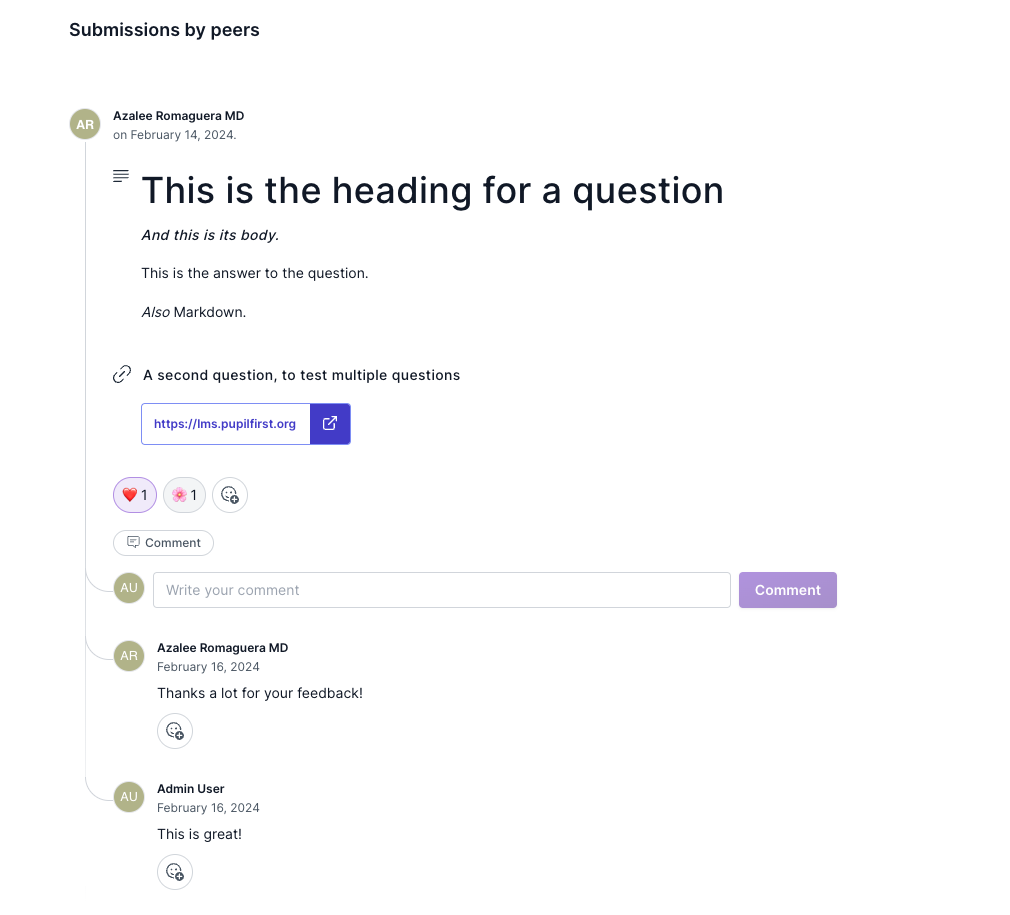 Submissions by peers
AR
Azalee Romaguera MD
on February 14, 2024.
This is the heading for a question
And this is its body.
This is the answer to the question.
Also Markdown.
A second question, to test multiple questions
https://lms.pupilfirst.org
❤️ 1
🌸 1
Comment
AU
Write your comment
Comment
AR
Azalee Romaguera MD
February 16, 2024
Thanks a lot for your feedback!
AU
Admin User
February 16, 2024
This is great!